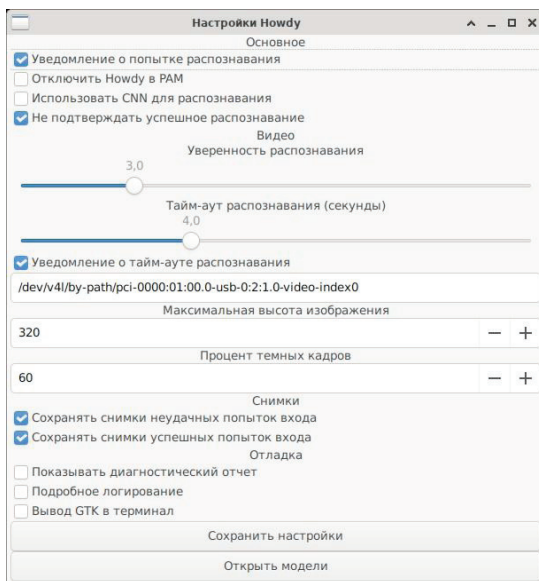 Настройки Howdy
Основное
Уведомление о попытке распознавания
Отключить Howdy в PAM
Использовать CNN для распознавания
Не подтверждать успешное распознавание
Видео
Уверенность распознавания
3,0
Тайм-аут распознавания (секунды)
4,0
Уведомление о тайм-ауте распознавания
/dev/v4l/by-path/pci-0000:01:00.0-usb-0:2:1.0-video-index0
Максимальная высота изображения
320
Процент темных кадров
60
Снимки
Сохранять снимки неудачных попыток входа
Сохранять снимки успешных попыток входа
Отладка
Показывать диагностический отчет
Подробное логирование
Вывод GTK в терминал
Сохранить настройки
Открыть модели